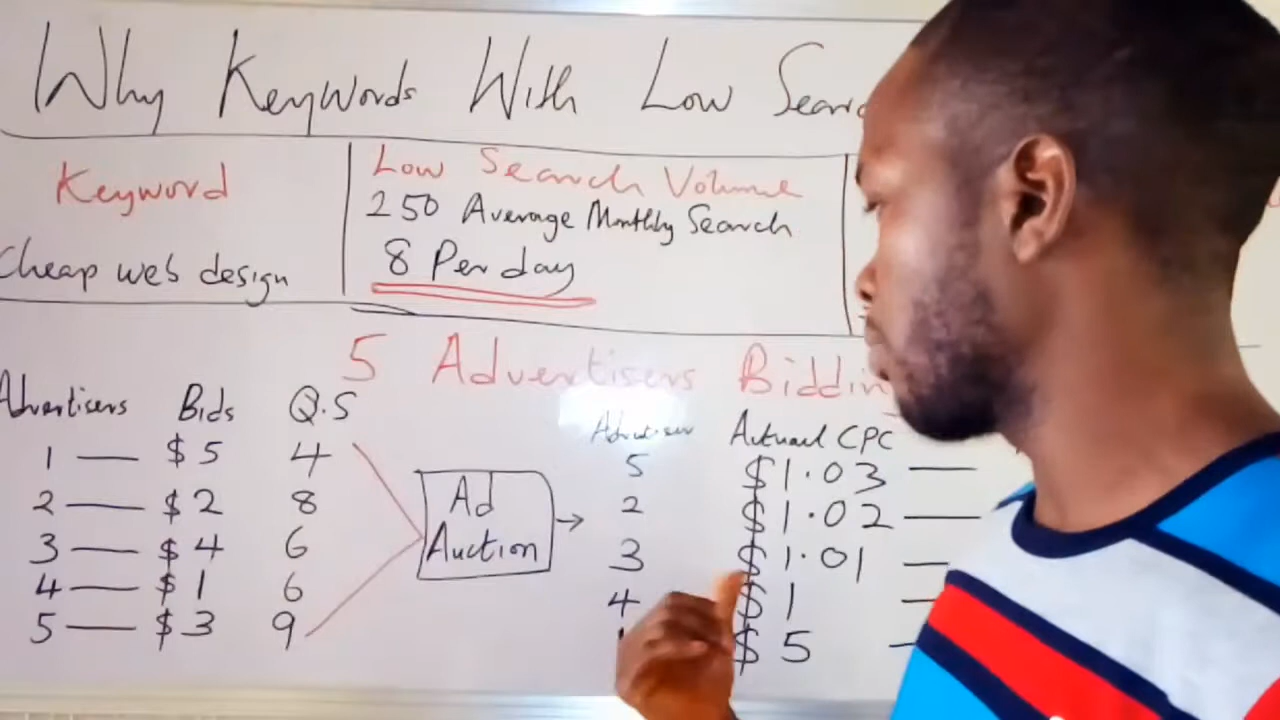 Why Keywords With Low Sear
Keyword
Low Search Volume
250 Average Monthly Search
Cheap web design
8 Per day
5 Advertisers Biddin
Advertisers Bids Q.S
Advertiser Actual CPC
1 — $5 4
2 — $2 8
3 — $4 6
4 — $1 6
5 — $3 9
Ad
Auction
5 $1.03 —
2 $1.02 —
3 $1.01 —
4 $1 —
$5 —